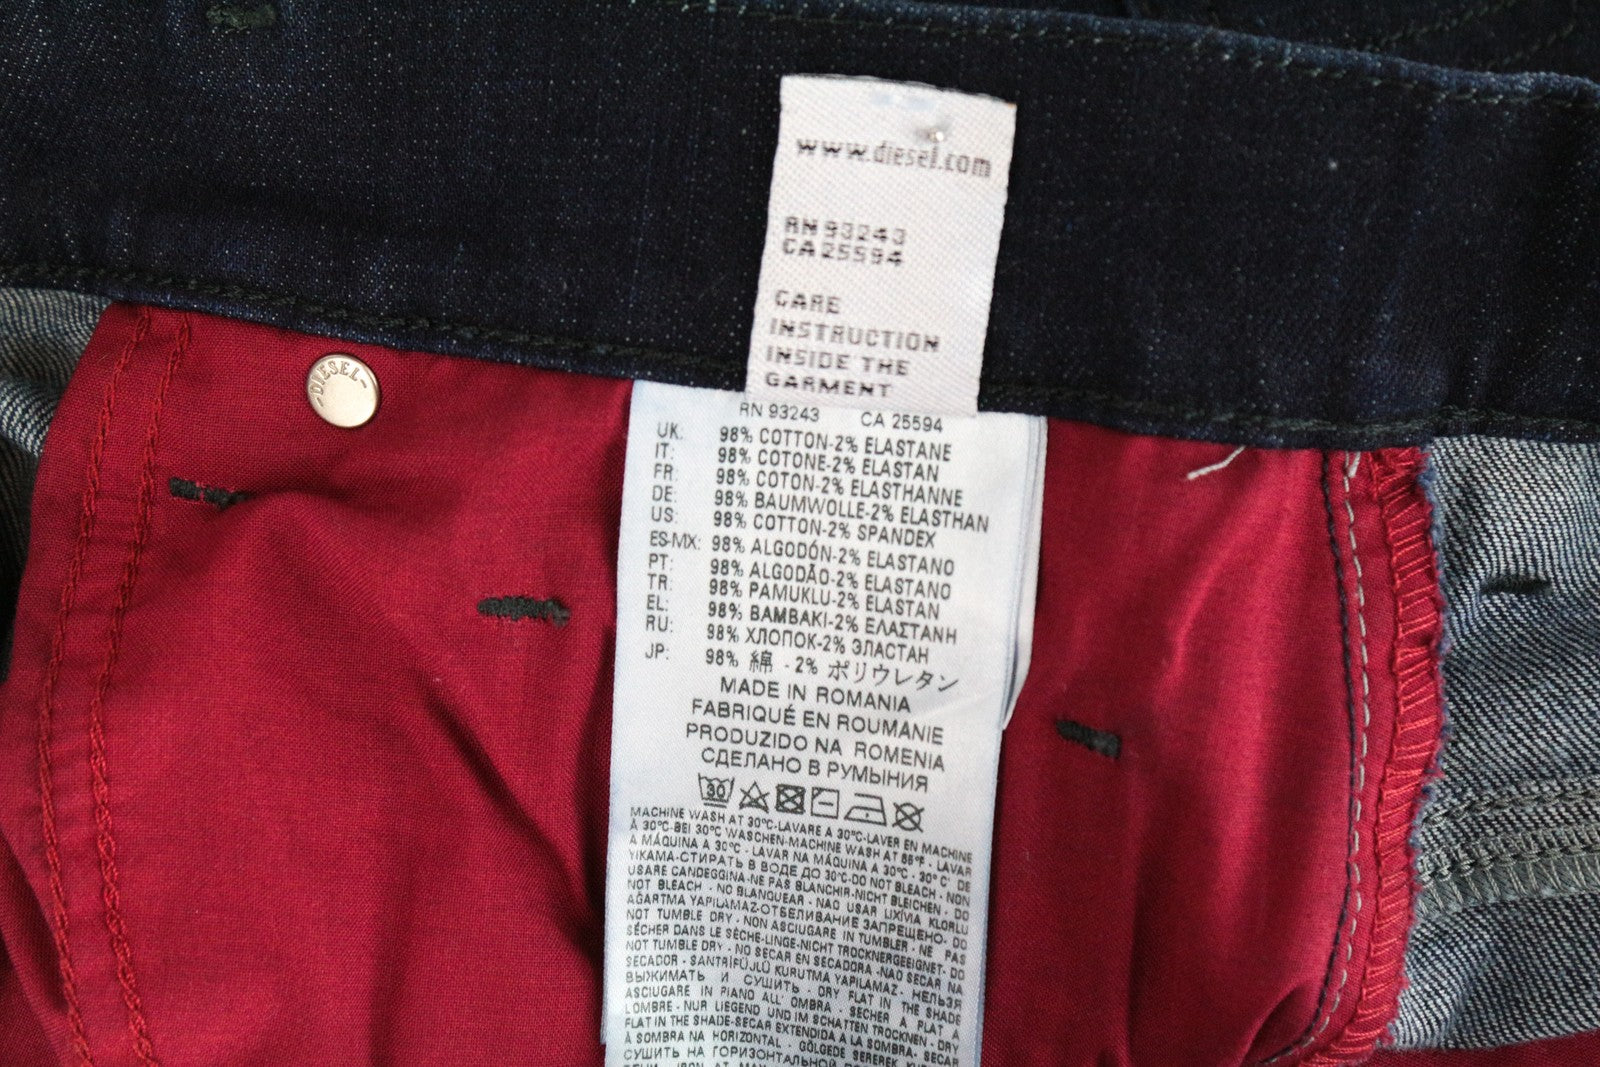 www.diesel.com
RN 93243
CA 25594
CARE
INSTRUCTION
INSIDE THE
GARMENT
-DIESEL-
RN 93243 CA 25594
UK: 98% COTTON-2% ELASTANE
IT: 98% COTONE-2% ELASTAN
FR: 98% COTON-2% ELASTHANNE
DE: 98% BAUMWOLLE-2% ELASTHAN
US: 98% COTTON-2% SPANDEX
ES-MX: 98% ALGODÓN-2% ELASTANO
PT: 98% ALGODÃO-2% ELASTANO
TR: 98% PAMUKLU-2% ELASTAN
EL: 98% BAMBAKI-2% ΕΛΑΣΤΑΝΗ
RU: 98% ХЛОПОК-2% ЭЛАСТАН
JP: 98% 綿 - 2% ポリウレタン
MADE IN ROMANIA
FABRIQUÉ EN ROUMANIE
PRODUZIDO NA ROMENIA
СДЕЛАНО В РУМЫНИЯ
30
MACHINE WASH AT 30°C-LAVARE A 30°C-LAVER EN MACHINE
À 30°C-BEI 30°C WASCHEN-MACHINE WASH AT 86°F - LAVAR
A MÁQUINA A 30°C - LAVAR NA MÁQUINA A 30°C - 30° C' DE
YIKAMA-СТИРАТЬ В ВОДЕ ДО 30°C-DO NOT BLEACH - NON
USARE CANDEGGINA-NE PAS BLANCHIR-NICHT BLEICHEN - DO
NOT BLEACH - NO BLANQUEAR - NAO USAR LIXÍVIA KLORLU
AĞARTMA YAPILAMAZ-ОТБЕЛИВАНИЕ ЗАПРЕЩЕНО- DO
NOT TUMBLE DRY - NON ASCIUGARE IN TUMBLER - NE PAS
SÉCHER DANS LE SÈCHE-LINGE-NICHT TROCKNERGEEIGNET- DO
NOT TUMBLE DRY - NO SECAR EN SECADORA -NAO SECAR NA
SECADOR - SANTRİFÜJLÜ KURUTMA YAPILAMAZ - НЕЛЬЗЯ
ВЫЖИМАТЬ И СУШИТЬ - DRY FLAT IN THE SHADE
ASCIUGARE IN PIANO ALL' OMBRA - SÉCHER À PLAT A
L'OMBRE - NUR LIEGEND UND IM SCHATTEN TROCKNEN - DRY
FLAT IN THE SHADE-SECAR EXTENDIDA A LA SOMBRA- SECAR
À SOMBRA NA HORIZONTAL - GÖLGEDE SEREREK
СУШИТЬ НА ГОРИЗОНТАЛЬНОЙ
IRON AT